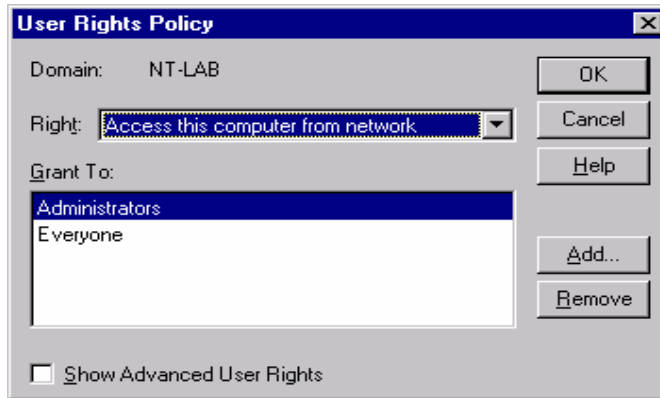 User Rights Policy
Domain: NT-LAB
OK
Right: Access this computer from network
Cancel
Grant To:
Help
Administrators
Everyone
Add...
Remove
Show Advanced User Rights